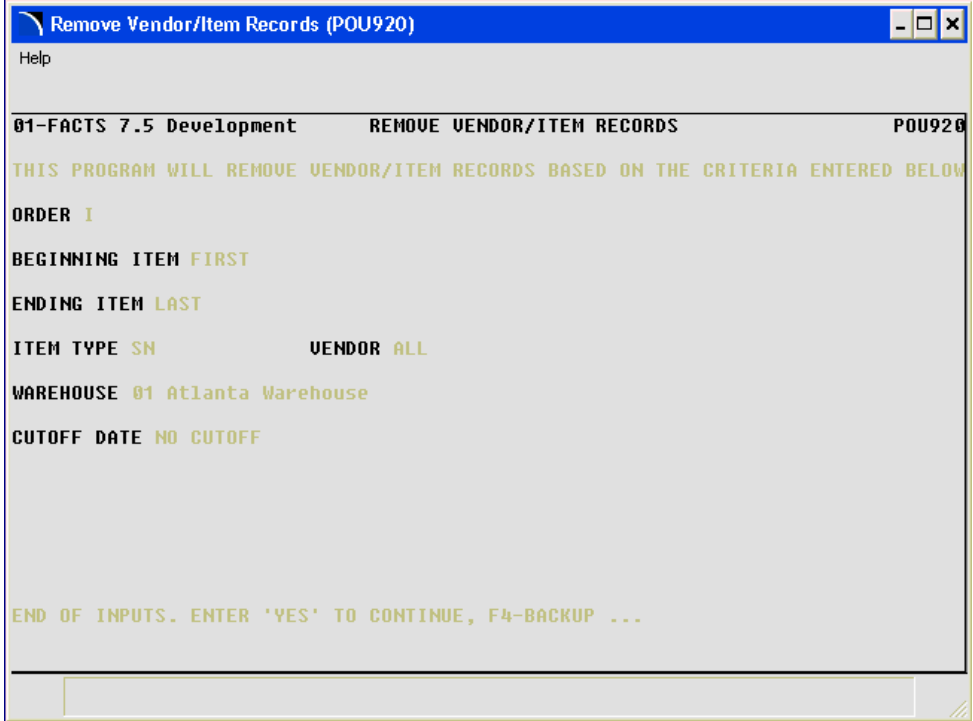 Remove Vendor/Item Records (POU920)
Help
01-FACTS 7.5 Development REMOVE VENDOR/ITEM RECORDS POU920
THIS PROGRAM WILL REMOVE VENDOR/ITEM RECORDS BASED ON THE CRITERIA ENTERED BELOW
ORDER I
BEGINNING ITEM FIRST
ENDING ITEM LAST
ITEM TYPE SN VENDOR ALL
WAREHOUSE 01 Atlanta Warehouse
CUTOFF DATE NO CUTOFF
END OF INPUTS. ENTER 'YES' TO CONTINUE, F4-BACKUP ...